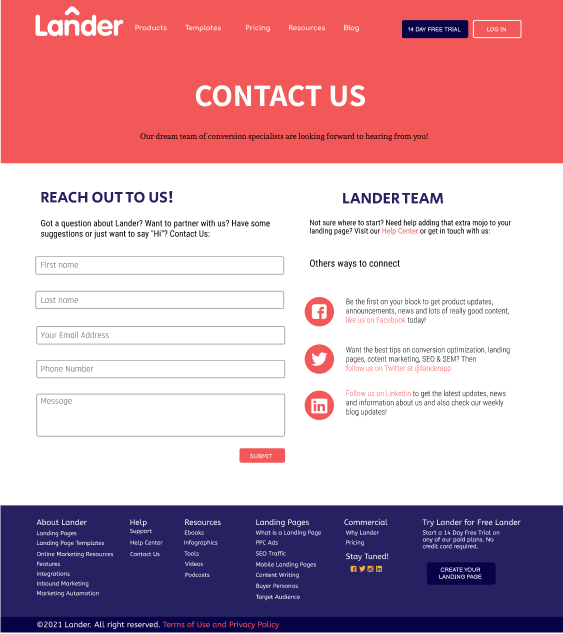 Lander
Products
Templates
Pricing
Resources
Blog
14 DAY FREE TRIAL
LOG IN
CONTACT US
Our dream team of conversion specialists are looking forward to hearing from you!
REACH OUT TO US!
Got a question about Lander? Want to partner with us? Have some
suggestions or just want to say "Hi"? Contact Us:
First name
Last name
Your Email Address
Phone Number
Message
SUBMIT
LANDER TEAM
Not sure where to start? Need help adding that extra mojo to your
landing page? Visit our Help Center or get in touch with us:
Others ways to connect
Be the first on your block to get product updates,
announcements, news and lots of really good content,
like us on Facebook today!
Want the best tips on conversion optimization, landing
pages, cotent marketing, SEO & SEM? Then
follow us on Twitter at @landerapp
Follow us on Linkedin to get the latest updates, news
and information about us and also check our weekly
blog updates!
About Lander
Landing Pages
Landing Page Templates
Online Marketing Resources
Features
Integrations
Inbound Marketing
Marketing Automation
Help
Support
Help Center
Contact Us
Resources
Ebooks
Infographics
Tools
Videos
Podcasts
Landing Pages
What is a Landing Page
PPC Ads
SEO Traffic
Mobile Landing Pages
Content Writing
Buyer Personas
Target Audience
Commercial
Why Lander
Pricing
Stay Tuned!
Try Lander for Free Lander
Start a 14 Day Free Trial on
any of our paid plans. No
credit card required.
CREATE YOUR
LANDING PAGE
©2021 Lander. All right reserved. Terms of Use and Privacy Policy